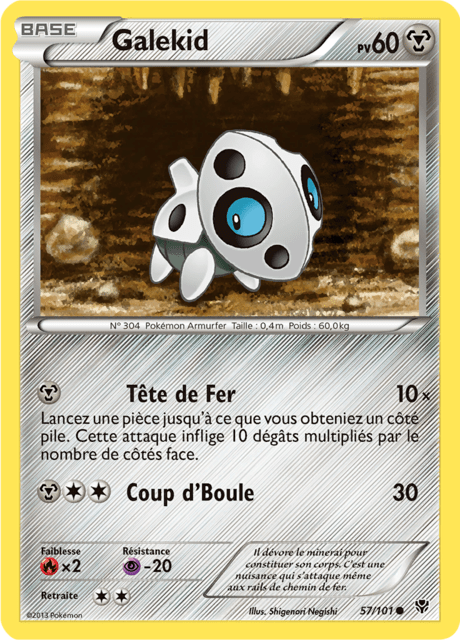 BASE
Galekid
PV60
N° 304 Pokémon Armurfer Taille : 0,4m Poids : 60,0kg
Tête de Fer 10x
Lancez une pièce jusqu'à ce que vous obteniez un côté
pile. Cette attaque inflige 10 dégâts multipliés par le
nombre de côtés face.
Coup d'Boule 30
Faiblesse
×2
Résistance
-20
Retraite
Il dévore le minerai pour
constituer son corps. C'est une
nuisance qui s'attaque même
aux rails de chemin de fer.
©2013 Pokémon
Illus. Shigenori Negishi
57/101